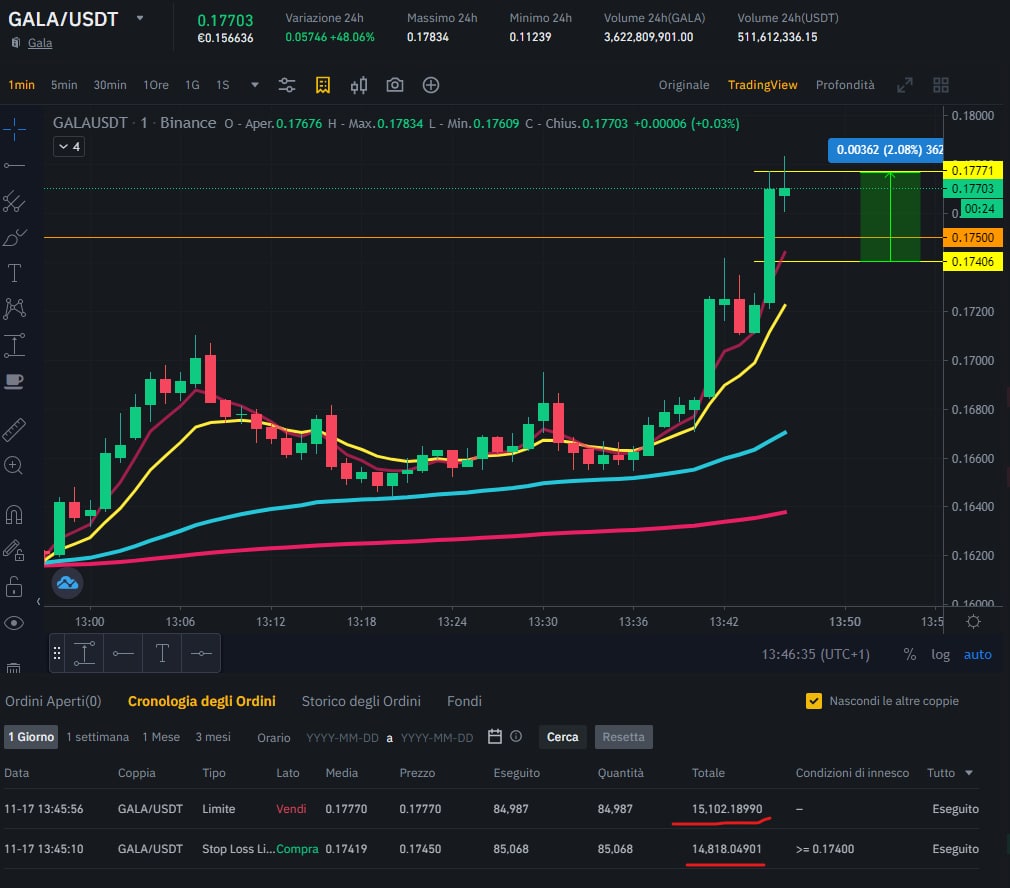 GALA/USDT
0.17703
€0.156636
Variazione 24h
0.05746 +48.06%
Massimo 24h
0.17834
Minimo 24h
0.11239
Volume 24h(GALA)
3,622,809,901.00
Volume 24h(USDT)
511,612,336.15
Gala
1min 5min 30min 1Ore 1G 1S
Originale TradingView Profondità
GALAUSDT · 1 · Binance O - Aper.0.17676 H - Max.0.17834 L - Min.0.17609 C - Chius.0.17703 +0.00006 (+0.03%)
4
0.00362 (2.08%) 362
0.18000
0.17771
0.17703
00:24
0.17500
0.17406
0.17200
0.17000
0.16800
0.16600
0.16400
0.16200
0.16000
13:00 13:06 13:12 13:18 13:24 13:30 13:36 13:42 13:50 13:5
13:46:35 (UTC+1) % log auto
Ordini Aperti(0) Cronologia degli Ordini Storico degli Ordini Fondi
Nascondi le altre coppie
1 Giorno 1 settimana 1 Mese 3 mesi Orario YYYY-MM-DD a YYYY-MM-DD Cerca Resetta
Data Coppia Tipo Lato Media Prezzo Eseguito Quantità Totale Condizioni di innesco Tutto
11-17 13:45:56 GALA/USDT Limite Vendi 0.17770 0.17770 84,987 84,987 15,102.18990 – Eseguito
11-17 13:45:10 GALA/USDT Stop Loss Li... Compra 0.17419 0.17450 85,068 85,068 14,818.04901 >= 0.17400 Eseguito